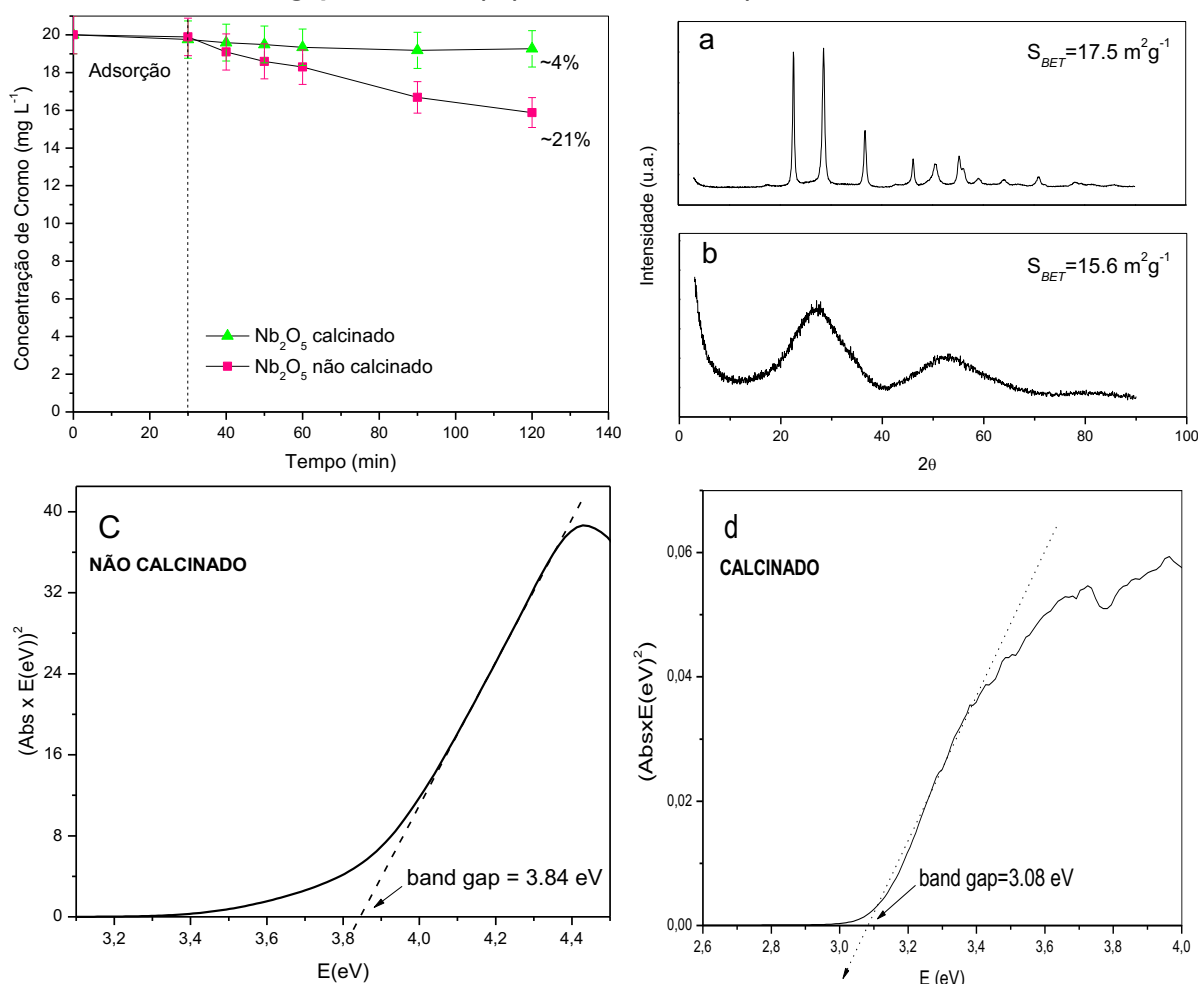 20
18
16
14
12
10
8
6
4
2
0
Concentração de Cromo (mg L⁻¹)
Adsorção
~4%
~21%
Nb₂O₅ calcinado
Nb₂O₅ não calcinado
0 20 40 60 80 100 120 140
Tempo (min)
a
S_BET=17.5 m²g⁻¹
b
S_BET=15.6 m²g⁻¹
Intensidade (u.a.)
0 20 40 60 80 100
2θ
C
NÃO CALCINADO
40
32
24
16
8
0
(Abs x E(eV))²
band gap = 3.84 eV
3,2 3,4 3,6 3,8 4,0 4,2 4,4
E(eV)
d
CALCINADO
0,06
0,04
0,02
0,00
(AbsxE(eV)²)
band gap=3.08 eV
2,6 3,0 3,2 3,4 3,6 3,8 4,0
E (eV)